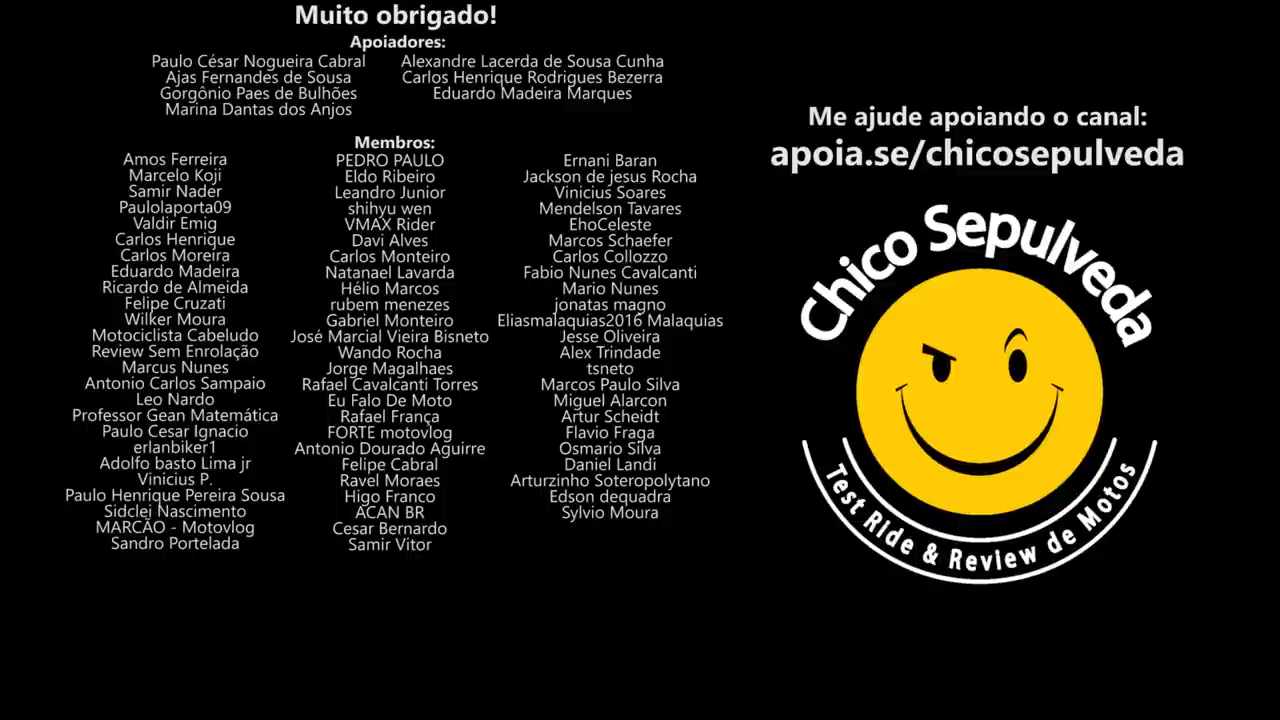 Muito obrigado!
Apoiadores:
Paulo César Nogueira Cabral
Ajas Fernandes de Sousa
Gorgônio Paes de Bulhões
Marina Dantas dos Anjos
Alexandre Lacerda de Sousa Cunha
Carlos Henrique Rodrigues Bezerra
Eduardo Madeira Marques
Membros:
Amos Ferreira
Marcelo Koji
Samir Nader
Paulolaporta09
Valdir Emig
Carlos Henrique
Carlos Moreira
Eduardo Madeira
Ricardo de Almeida
Felipe Cruzati
Wilker Moura
Motociclista Cabeludo
Review Sem Enrolação
Marcus Nunes
Antonio Carlos Sampaio
Leo Nardo
Professor Gean Matemática
Paulo Cesar Ignacio
erlanbiker1
Adolfo basto Lima jr
Vinicius P.
Paulo Henrique Pereira Sousa
Sidclei Nascimento
MARCÃO - Motovlog
Sandro Portelada
PEDRO PAULO
Eldo Ribeiro
Leandro Junior
shihyu wen
VMAX Rider
Davi Alves
Carlos Monteiro
Natanael Lavarda
Hélio Marcos
rubem menezes
Gabriel Monteiro
José Marcial Vieira Bisneto
Wando Rocha
Jorge Magalhaes
Rafael Cavalcanti Torres
Eu Falo De Moto
Rafael França
FORTE motovlog
Antonio Dourado Aguirre
Felipe Cabral
Ravel Moraes
Higo Franco
ACAN BR
Cesar Bernardo
Samir Vitor
Ernani Baran
Jackson de jesus Rocha
Vinicius Soares
Mendelson Tavares
EhoCeleste
Marcos Schaefer
Carlos Collozzo
Fabio Nunes Cavalcanti
Mario Nunes
jonatas magno
Eliasmalaquias2016 Malaquias
Jesse Oliveira
Alex Trindade
tsneto
Marcos Paulo Silva
Miguel Alarcon
Artur Scheidt
Flavio Fraga
Osmario Silva
Daniel Landi
Arturzinho Soteropolytano
Edson dequadra
Sylvio Moura
Me ajude apoiando o canal:
apoia.se/chicosepulveda
Chico Sepulveda
Test Ride & Review de Motos